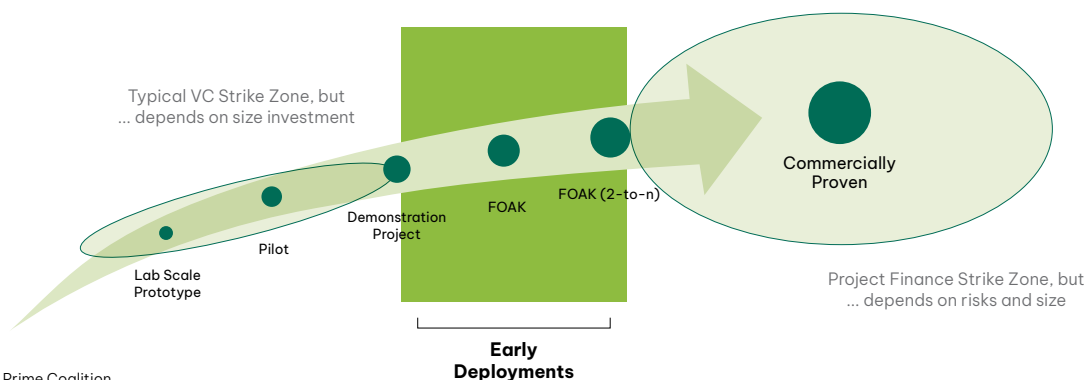 Typical VC Strike Zone, but
... depends on size investment
Lab Scale
Prototype
Pilot
Demonstration
Project
FOAK
FOAK (2-to-n)
Commercially
Proven
Project Finance Strike Zone, but
... depends on risks and size
Early
Deployments
Prime Coalition